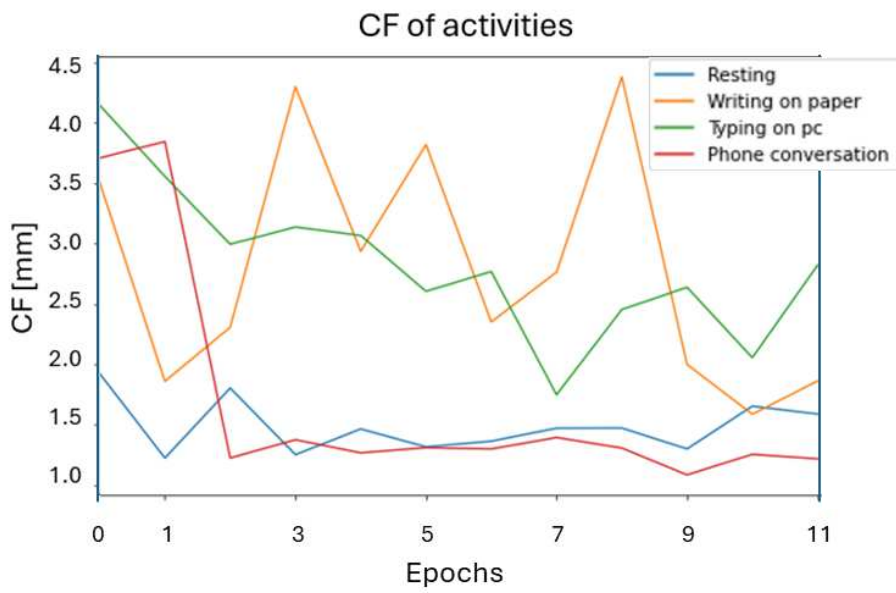 CF of activities
4.5
4.0
3.5
3.0
2.5
2.0
1.5
1.0
CF [mm]
Resting
Writing on paper
Typing on pc
Phone conversation
0 1 3 5 7 9 11
Epochs